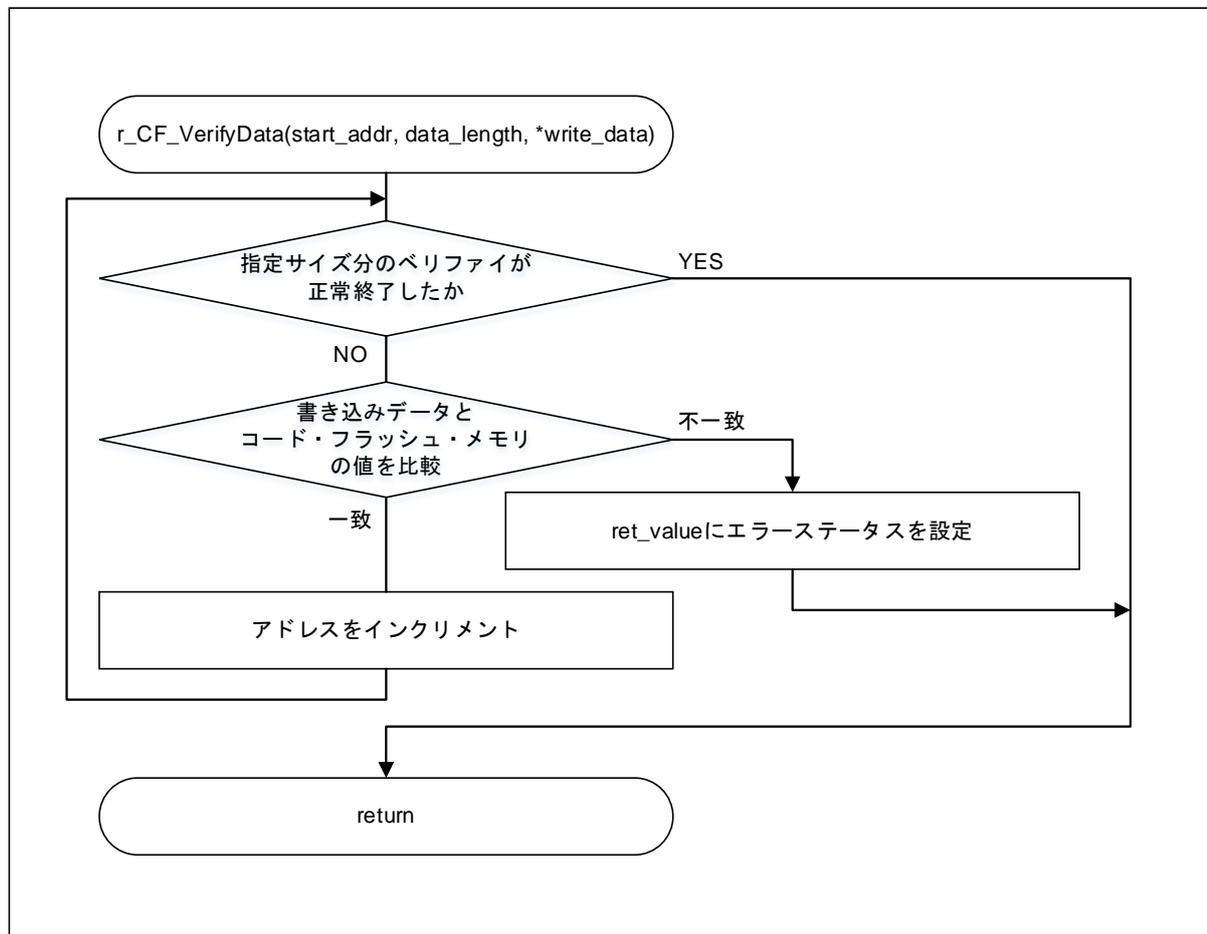 r_CF_VerifyData(start_addr, data_length, *write_data)
指定サイズ分のベリファイが
正常終了したか
YES
NO
書き込みデータと
コード・フラッシュ・メモリ
の値を比較
不一致
一致
ret_valueにエラーステータスを設定
アドレスをインクリメント
return